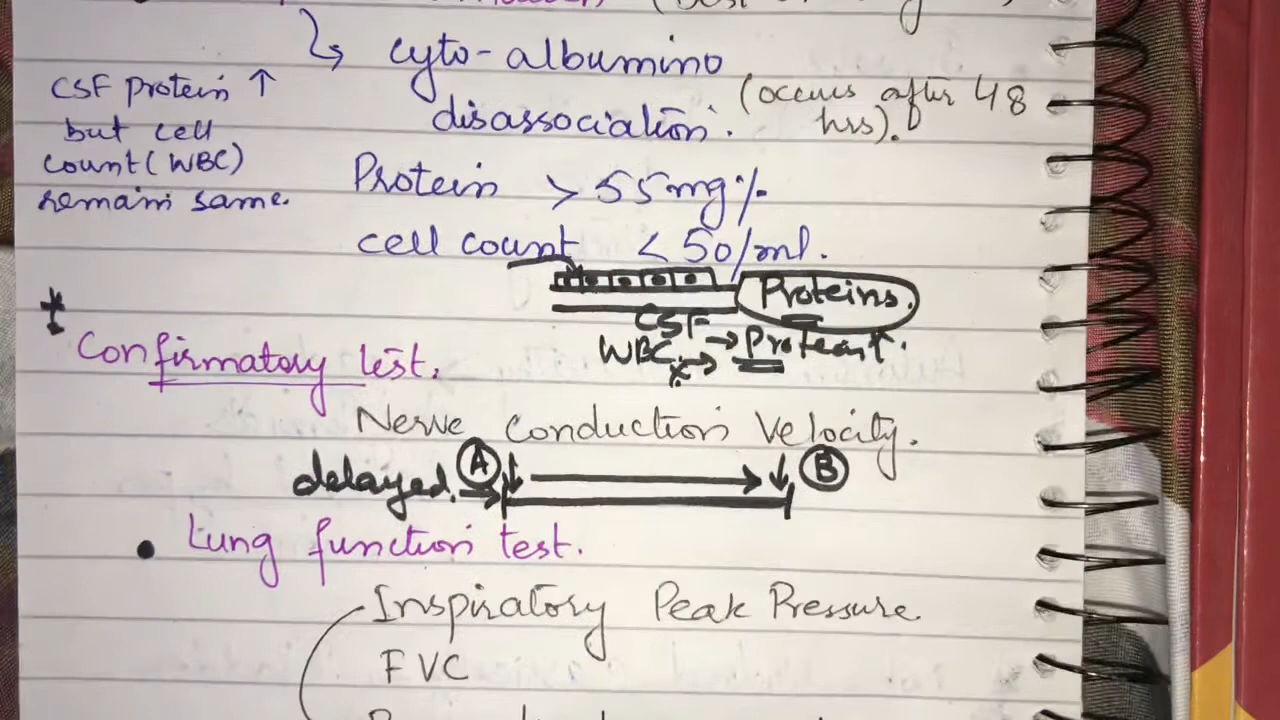 cyto-albumino
disassociation. (occurs after 48 hrs).
CSF protein ↑
but cell
count (WBC)
remain same.
Protein > 55mg%
cell count < 50/ml.
Proteins.
CSF
WBC → Protean↑.
x →
* Confirmatory test.
Nerve Conduction Velocity.
delayed. → A ↓ → ↓ B
• Lung function test.
Inspiratory Peak Pressure.
FVC